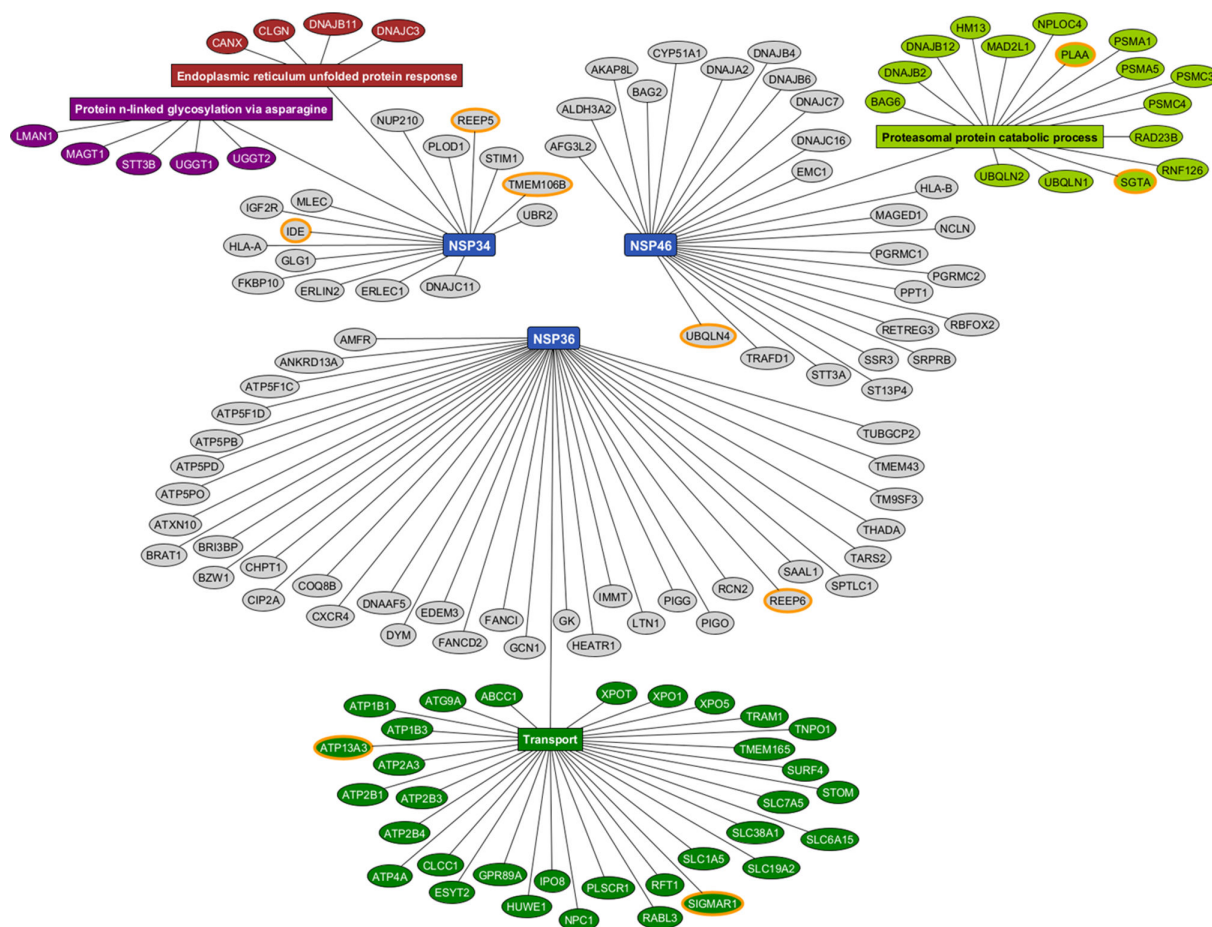 CANX
CLGN
DNAJB11
DNAJC3
Endoplasmic reticulum unfolded protein response
Protein n-linked glycosylation via asparagine
LMAN1
MAGT1
STT3B
UGGT1
UGGT2
NUP210
REEP5
PLOD1
STIM1
TMEM106B
UBR2
IGF2R
MLEC
IDE
HLA-A
GLG1
FKBP10
ERLIN2
ERLEC1
DNAJC11
NSP34
CYP51A1
DNAJB4
AKAP8L
BAG2
DNAJA2
DNAJB6
ALDH3A2
DNAJC7
AFG3L2
DNAJC16
EMC1
NSP46
HLA-B
MAGED1
NCLN
PGRMC1
PGRMC2
PPT1
RBFOX2
RETREG3
SRPRB
SSR3
ST13P4
STT3A
TRAFD1
UBQLN4
HM13
NPLOC4
DNAJB12
MAD2L1
PLAA
PSMA1
DNAJB2
PSMA5
PSMC3
BAG6
PSMC4
Proteasomal protein catabolic process
RAD23B
UBQLN2
UBQLN1
SGTA
RNF126
NSP36
AMFR
ANKRD13A
ATP5F1C
ATP5F1D
ATP5PB
ATP5PD
ATP5PO
ATXN10
BRAT1
BRI3BP
BZW1
CHPT1
CIP2A
COQ8B
CXCR4
DNAAF5
DYM
EDEM3
FANCD2
FANCI
GCN1
GK
HEATR1
IMMT
LTN1
PIGG
PIGO
RCN2
REEP6
SAAL1
SPTLC1
TARS2
THADA
TM9SF3
TMEM43
TUBGCP2
ATP1B1
ATG9A
ABCC1
XPOT
XPO1
XPO5
TRAM1
TNPO1
ATP1B3
ATP13A3
Transport
TMEM165
ATP2A3
SURF4
ATP2B1
ATP2B3
STOM
SLC7A5
ATP2B4
SLC38A1
SLC6A15
CLCC1
SLC1A5
SLC19A2
ATP4A
ESYT2
GPR89A
IPO8
PLSCR1
RFT1
HUWE1
NPC1
RABL3
SIGMAR1